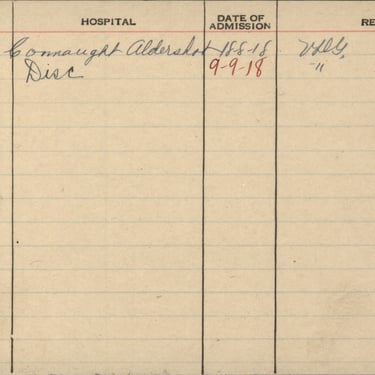 HOSPITAL DATE OF ADMISSION RE
Connaught Aldershot 18-8-18 V.D.G.
Disc 9-9-18 "